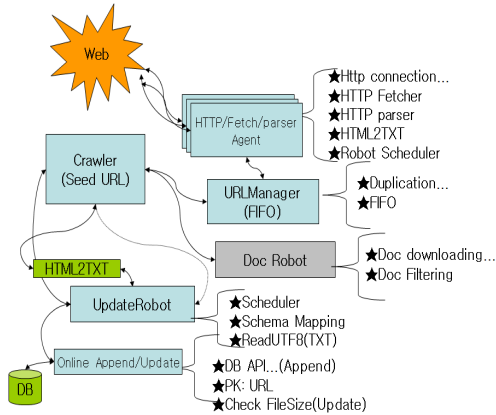 Web
HTTP/Fetch/parser
Agent
★Http connection...
★HTTP Fetcher
★HTTP parser
★HTML2TXT
★Robot Scheduler
Crawler
(Seed URL)
URLManager
(FIFO)
★Duplication...
★FIFO
Doc Robot
★Doc downloading...
★Doc Filtering
HTML2TXT
UpdateRobot
★Scheduler
★Schema Mapping
★ReadUTF8(TXT)
Online Append/Update
★DB API...(Append)
★PK: URL
★Check FileSize(Update)
DB